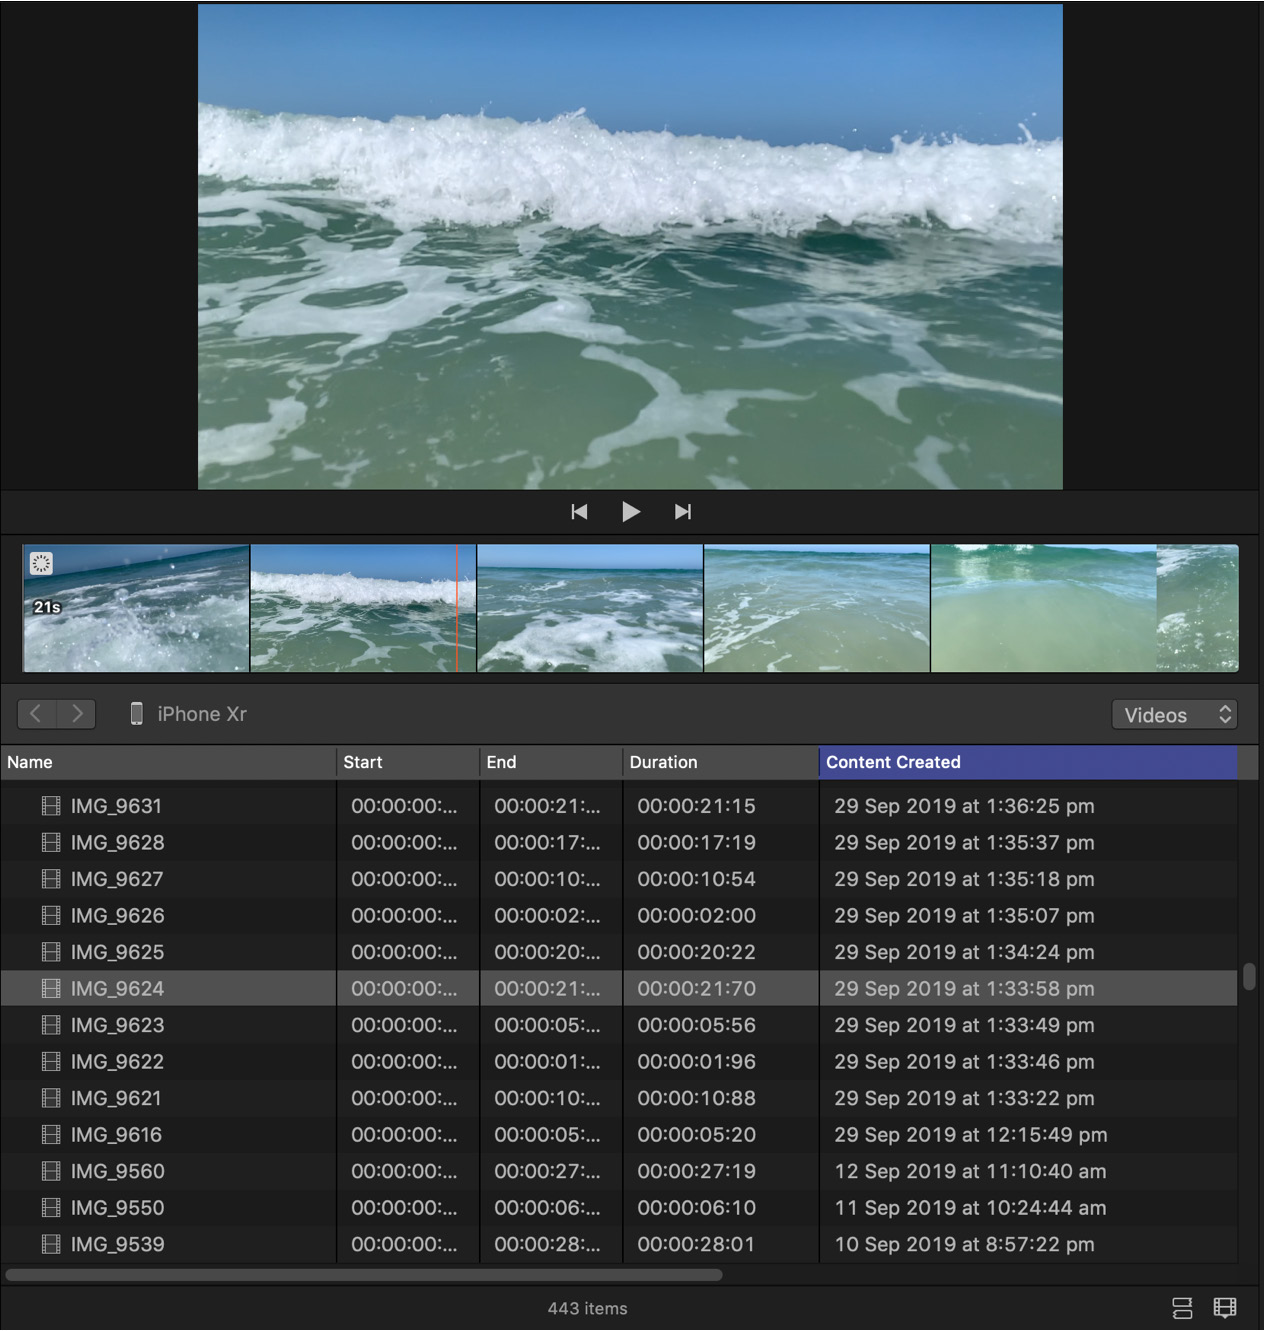 21s
iPhone Xr
Videos
Name Start End Duration Content Created
IMG_9631 00:00:00:... 00:00:21:... 00:00:21:15 29 Sep 2019 at 1:36:25 pm
IMG_9628 00:00:00:... 00:00:17:... 00:00:17:19 29 Sep 2019 at 1:35:37 pm
IMG_9627 00:00:00:... 00:00:10:... 00:00:10:54 29 Sep 2019 at 1:35:18 pm
IMG_9626 00:00:00:... 00:00:02:... 00:00:02:00 29 Sep 2019 at 1:35:07 pm
IMG_9625 00:00:00:... 00:00:20:... 00:00:20:22 29 Sep 2019 at 1:34:24 pm
IMG_9624 00:00:00:... 00:00:21:... 00:00:21:70 29 Sep 2019 at 1:33:58 pm
IMG_9623 00:00:00:... 00:00:05:... 00:00:05:56 29 Sep 2019 at 1:33:49 pm
IMG_9622 00:00:00:... 00:00:01:... 00:00:01:96 29 Sep 2019 at 1:33:46 pm
IMG_9621 00:00:00:... 00:00:10:... 00:00:10:88 29 Sep 2019 at 1:33:22 pm
IMG_9616 00:00:00:... 00:00:05:... 00:00:05:20 29 Sep 2019 at 12:15:49 pm
IMG_9560 00:00:00:... 00:00:27:... 00:00:27:19 12 Sep 2019 at 11:10:40 am
IMG_9550 00:00:00:... 00:00:06:... 00:00:06:10 11 Sep 2019 at 10:24:44 am
IMG_9539 00:00:00:... 00:00:28:... 00:00:28:01 10 Sep 2019 at 8:57:22 pm
443 items